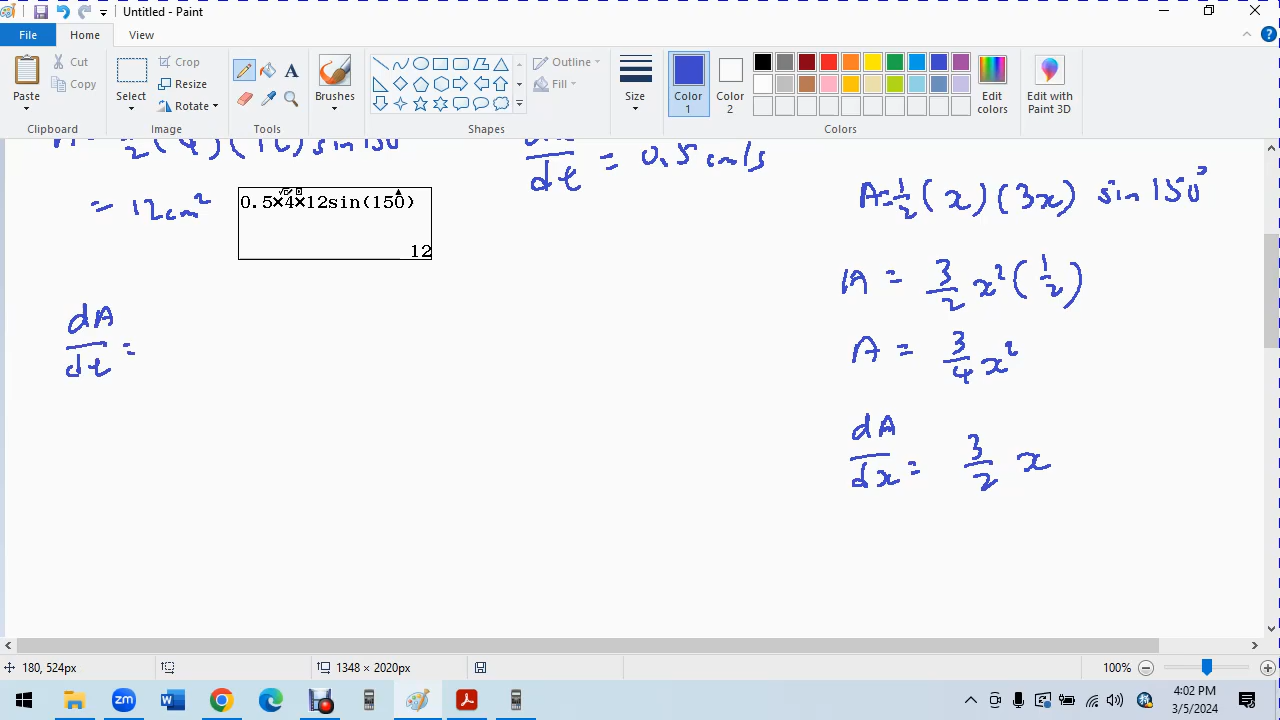 Untitled - Paint
File
Home
View
Paste
Cut
Copy
Clipboard
Select
Crop
Resize
Rotate
Image
Tools
Brushes
Outline
Fill
Shapes
Size
Color 1
Color 2
Edit colors
Colors
Edit with Paint 3D
sin 150
= 12cm²
0.5×4×12sin(150)
12
dA/dt =
dt = 0.5 cm/s
A = 1/2 (x)(3x) sin 150°
A = 3/2 x² (1/2)
A = 3/4 x²
dA/dx = 3/2 x
180, 524px
1348 × 2020px
100%
4:02 PM
3/5/2024